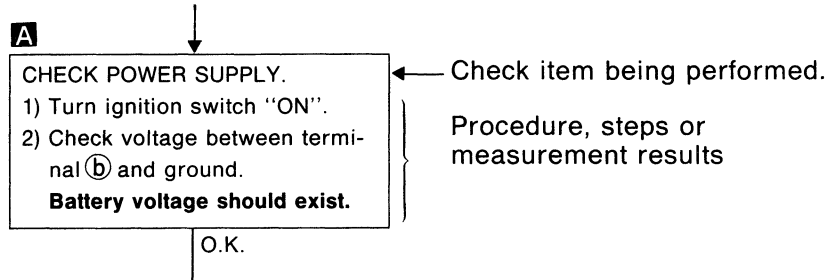 A
CHECK POWER SUPPLY.
1) Turn ignition switch "ON".
2) Check voltage between termi-
nal ⓑ and ground.
Battery voltage should exist.
Check item being performed.
Procedure, steps or
measurement results
O.K.